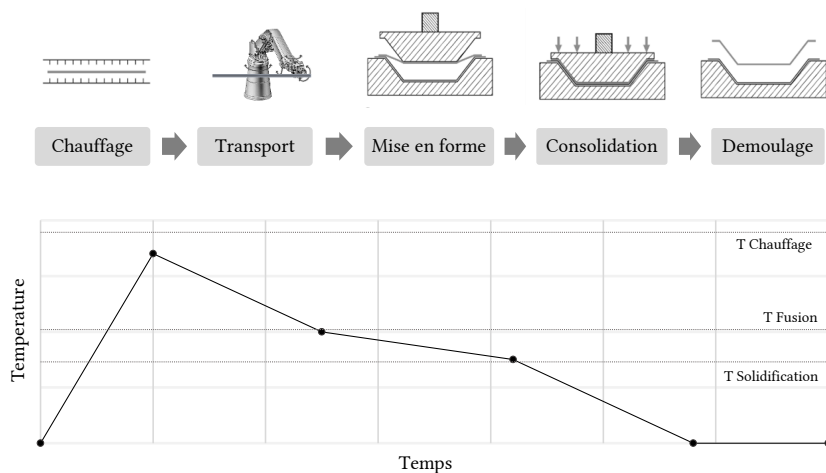 Chauffage
Transport
Mise en forme
Consolidation
Demoulage
T Chauffage
T Fusion
T Solidification
Temperature
Temps